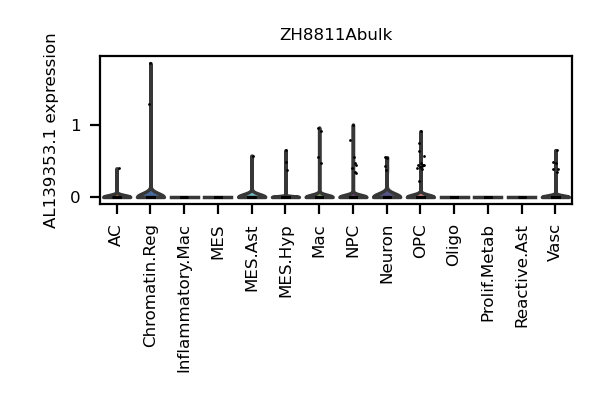 ZH8811Abulk
AL139353.1 expression
1
0
AC
Chromatin.Reg
Inflammatory.Mac
MES
MES.Ast
MES.Hyp
Mac
NPC
Neuron
OPC
Oligo
Prolif.Metab
Reactive.Ast
Vasc